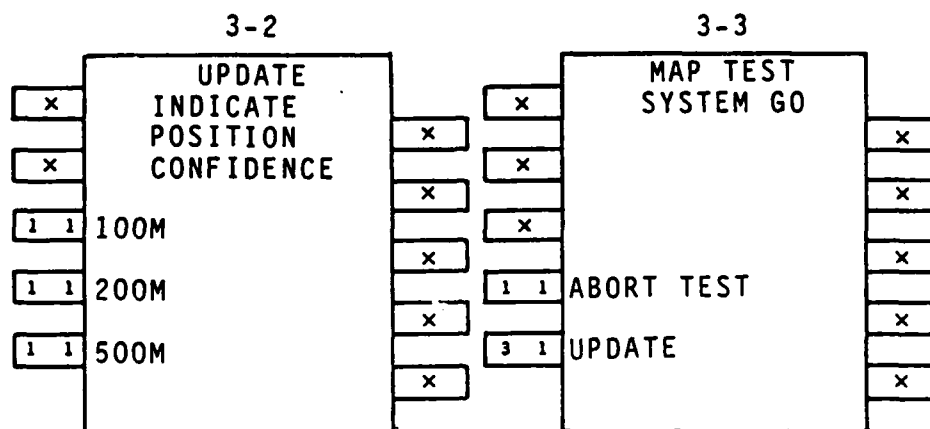 3-2
UPDATE
INDICATE
POSITION
CONFIDENCE
x
x
1 1 100M
1 1 200M
1 1 500M
x
x
x
x
x
3-3
MAP TEST
SYSTEM GO
x
x
x
1 1 ABORT TEST
3 1 UPDATE
x
x
x
x
x